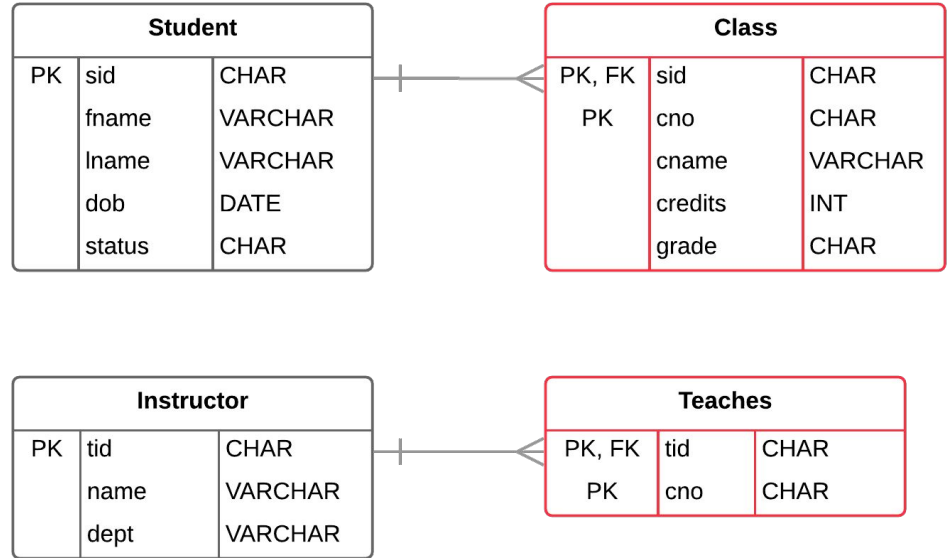 Student
PK sid CHAR
fname VARCHAR
lname VARCHAR
dob DATE
status CHAR
Class
PK, FK sid CHAR
PK cno CHAR
cname VARCHAR
credits INT
grade CHAR
Instructor
PK tid CHAR
name VARCHAR
dept VARCHAR
Teaches
PK, FK tid CHAR
PK cno CHAR